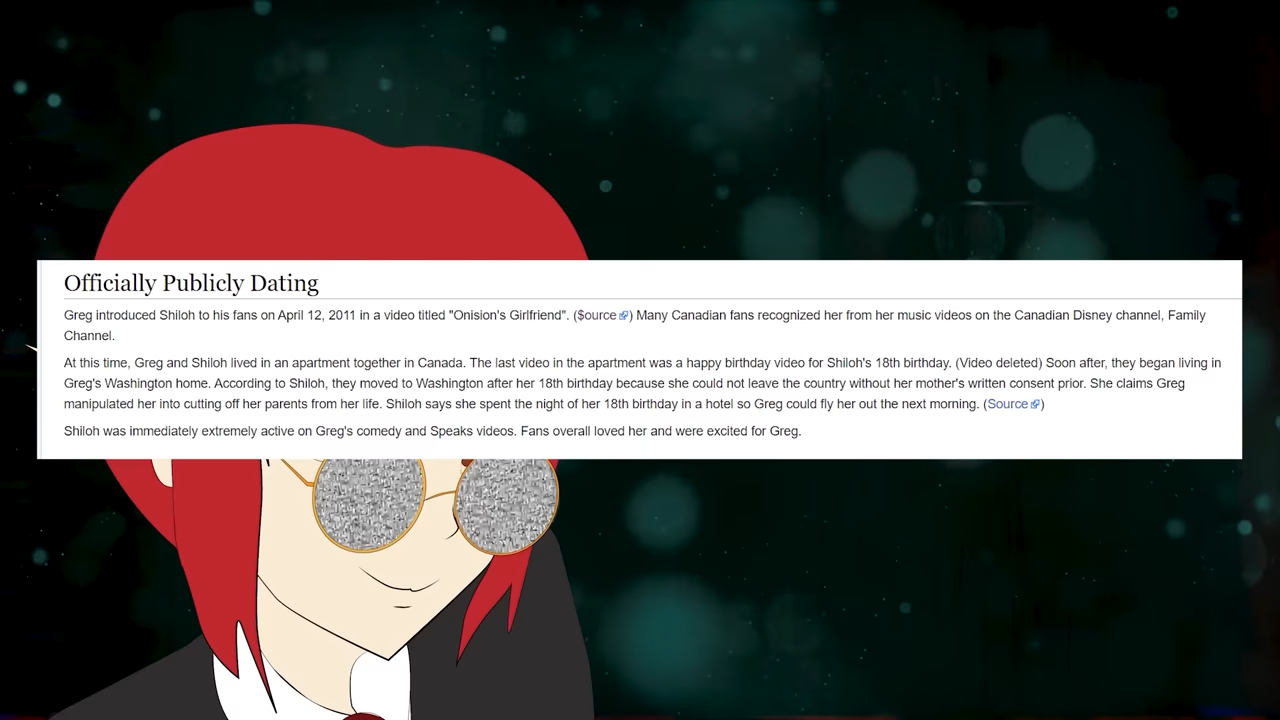 Officially Publicly Dating
Greg introduced Shiloh to his fans on April 12, 2011 in a video titled "Onision's Girlfriend". ($ource) Many Canadian fans recognized her from her music videos on the Canadian Disney channel, Family
Channel.
At this time, Greg and Shiloh lived in an apartment together in Canada. The last video in the apartment was a happy birthday video for Shiloh's 18th birthday. (Video deleted) Soon after, they began living in
Greg's Washington home. According to Shiloh, they moved to Washington after her 18th birthday because she could not leave the country without her mother's written consent prior. She claims Greg
manipulated her into cutting off her parents from her life. Shiloh says she spent the night of her 18th birthday in a hotel so Greg could fly her out the next morning. (Source)
Shiloh was immediately extremely active on Greg's comedy and Speaks videos. Fans overall loved her and were excited for Greg.